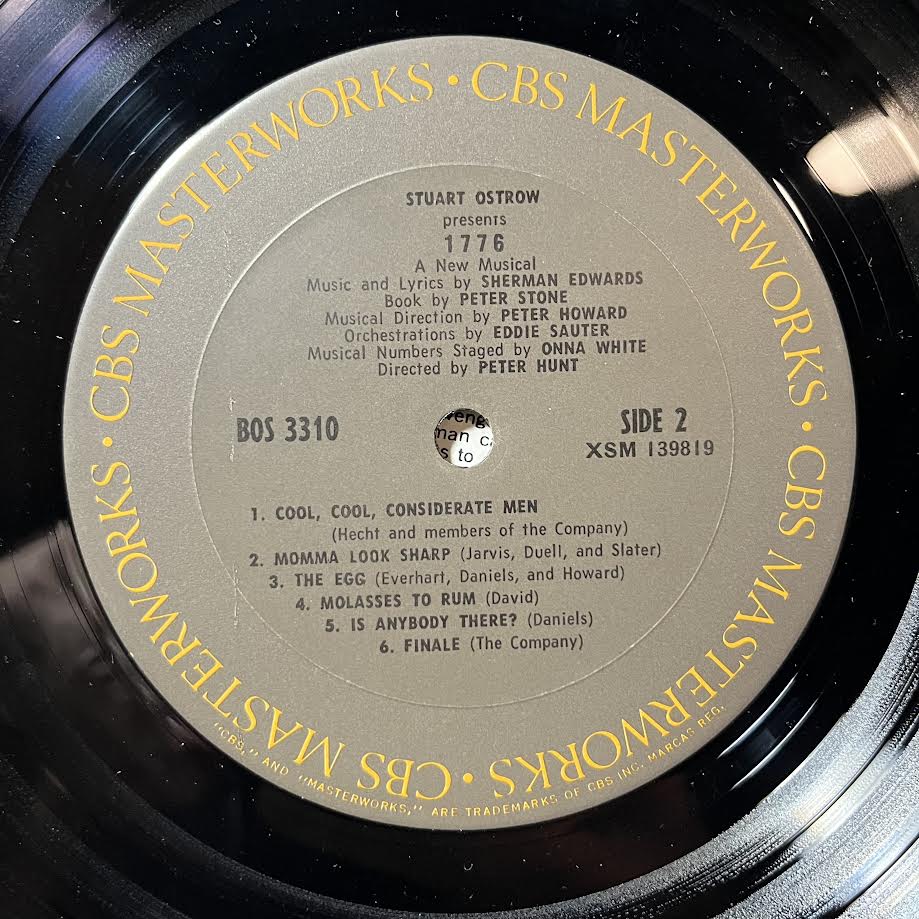 CBS MASTERWORKS • CBS MASTERWORKS • CBS MASTERWORKS • CBS MASTERWORKS • CBS MASTERWORKS •
STUART OSTROW
presents
1776
A New Musical
Music and Lyrics by SHERMAN EDWARDS
Book by PETER STONE
Musical Direction by PETER HOWARD
Orchestrations by EDDIE SAUTER
Musical Numbers Staged by ONNA WHITE
Directed by PETER HUNT
BOS 3310
SIDE 2
XSM 139819
1. COOL, COOL, CONSIDERATE MEN
(Hecht and members of the Company)
2. MOMMA LOOK SHARP (Jarvis, Duell, and Slater)
3. THE EGG (Everhart, Daniels, and Howard)
4. MOLASSES TO RUM (David)
5. IS ANYBODY THERE? (Daniels)
6. FINALE (The Company)
"CBS," AND "MASTERWORKS," ARE TRADEMARKS OF CBS INC. MARCAS REG.